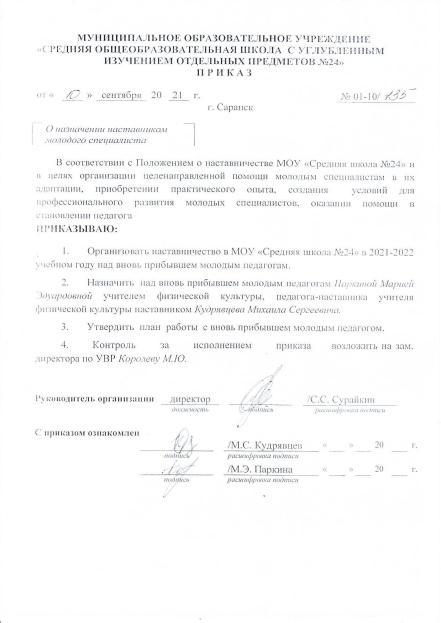 МУНИЦИПАЛЬНОЕ ОБРАЗОВАТЕЛЬНОЕ УЧРЕЖДЕНИЕ
«СРЕДНЯЯ ОБЩЕОБРАЗОВАТЕЛЬНАЯ ШКОЛА С УГЛУБЛЕННЫМ
ИЗУЧЕНИЕМ ОТДЕЛЬНЫХ ПРЕДМЕТОВ №24»
П Р И К А З
от « 10 » сентября 20 21 г. № 01-10/ 135
г. Саранск
О назначении наставником
молодого специалиста
В соответствии с Положением о наставничестве МОУ «Средняя школа №24» и
в целях организации целенаправленной помощи молодым специалистам в их
адаптации, приобретении практического опыта, создания условий для
профессионального развития молодых специалистов, оказании помощи в
становлении педагога
ПРИКАЗЫВАЮ:
1. Организовать наставничество в МОУ «Средняя школа №24» в 2021-2022
учебном году над вновь прибывшем молодым педагогам.
2. Назначить над вновь прибывшем молодым педагогам Паркиной Марией
Эдуардовной учителем физической культуры, педагога-наставника учителя
физической культуры наставником Кудрявцева Михаила Сергеевича.
3. Утвердить план работы с вновь прибывшем молодым педагогом.
4. Контроль за исполнением приказа возложить на зам.
директора по УВР Королеву М.Ю.
Руководитель организации директор /С.С. Сурайкин
должность подпись расшифровка подписи
С приказом ознакомлен
/М.С. Кудрявцев « » 20 г.
подпись расшифровка подписи
/М.Э. Паркина « » 20 г.
подпись расшифровка подписи